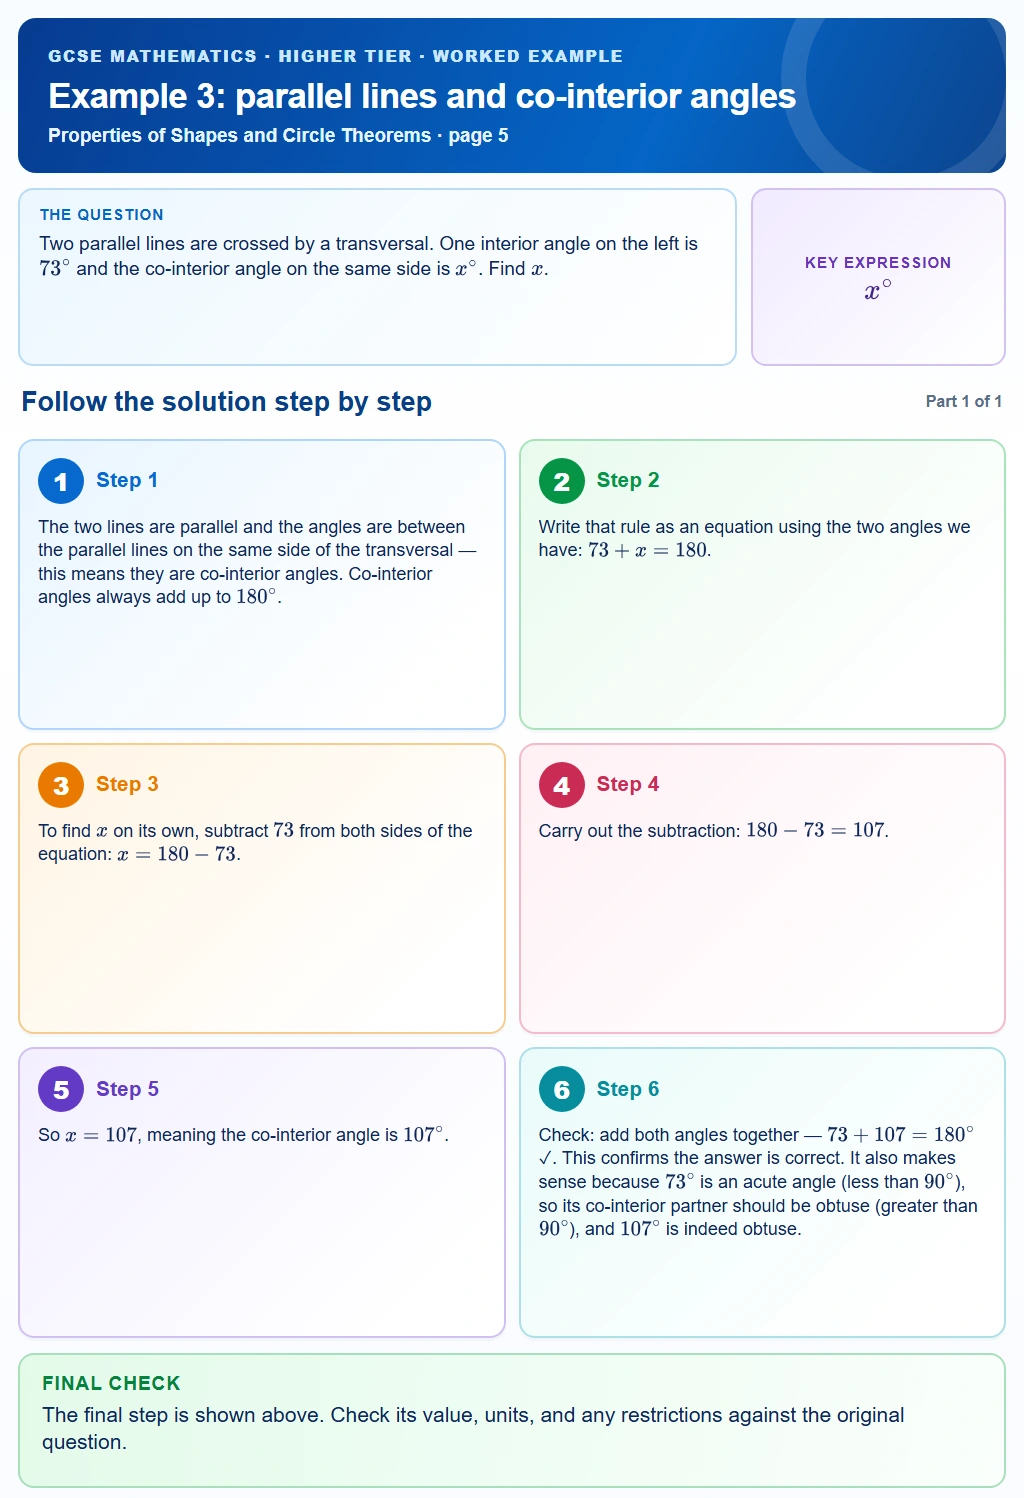 GCSE MATHEMATICS · HIGHER TIER · WORKED EXAMPLE
Example 3: parallel lines and co-interior angles
Properties of Shapes and Circle Theorems · page 5
THE QUESTION
Two parallel lines are crossed by a transversal. One interior angle on the left is
73° and the co-interior angle on the same side is x°. Find x.
KEY EXPRESSION
x°
Follow the solution step by step
Part 1 of 1
1 Step 1
The two lines are parallel and the angles are between
the parallel lines on the same side of the transversal —
this means they are co-interior angles. Co-interior
angles always add up to 180°.
2 Step 2
Write that rule as an equation using the two angles we
have: 73 + x = 180.
3 Step 3
To find x on its own, subtract 73 from both sides of the
equation: x = 180 − 73.
4 Step 4
Carry out the subtraction: 180 − 73 = 107.
5 Step 5
So x = 107, meaning the co-interior angle is 107°.
6 Step 6
Check: add both angles together — 73 + 107 = 180°
✓. This confirms the answer is correct. It also makes
sense because 73° is an acute angle (less than 90°),
so its co-interior partner should be obtuse (greater than
90°), and 107° is indeed obtuse.
FINAL CHECK
The final step is shown above. Check its value, units, and any restrictions against the original
question.